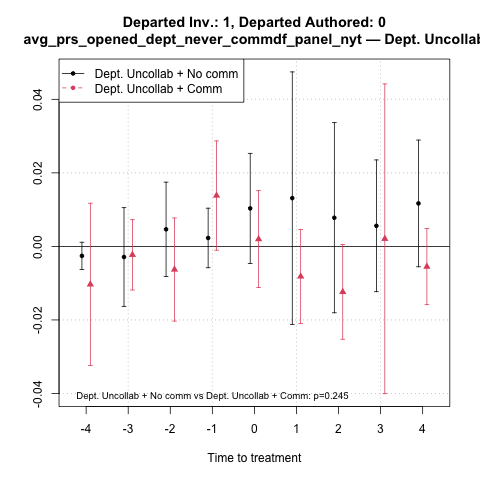 Departed Inv.: 1, Departed Authored: 0
avg_prs_opened_dept_never_commdf_panel_nyt — Dept. Uncollab
Dept. Uncollab + No comm
Dept. Uncollab + Comm
0.04
0.02
0.00
-0.02
-0.04
Dept. Uncollab + No comm vs Dept. Uncollab + Comm: p=0.245
-4 -3 -2 -1 0 1 2 3 4
Time to treatment